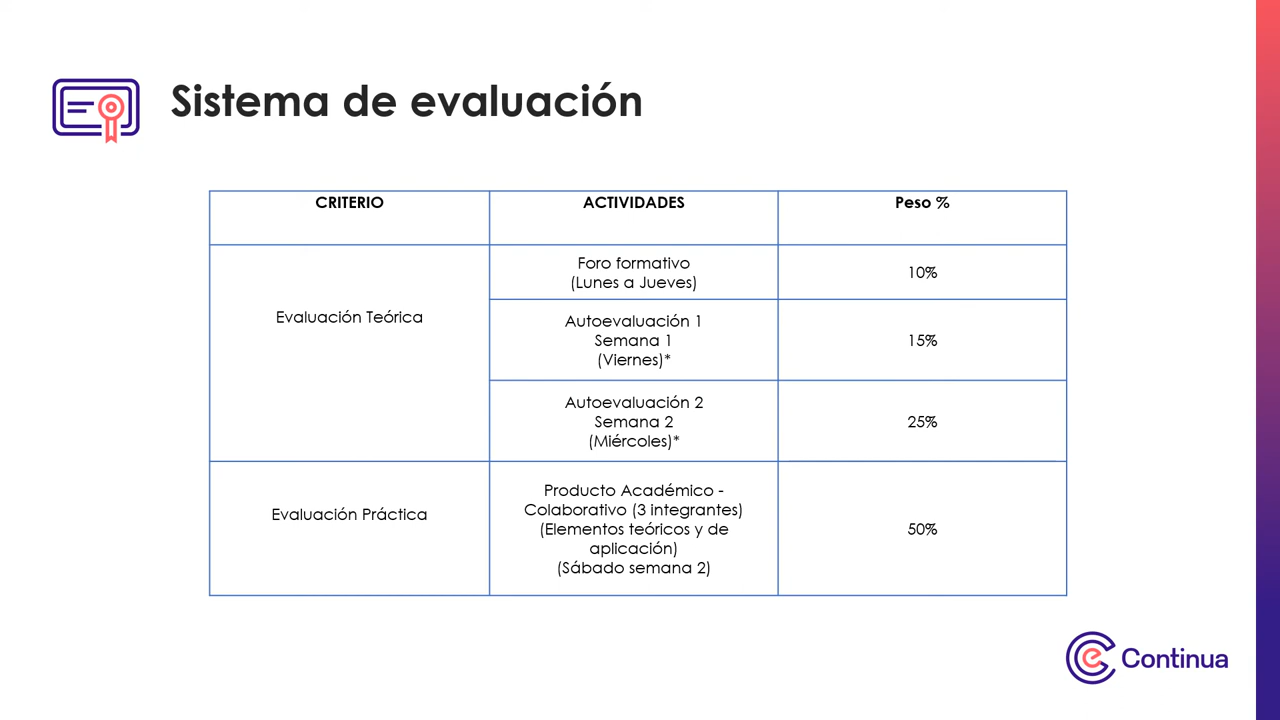 Sistema de evaluación
CRITERIO
ACTIVIDADES
Peso %
Evaluación Teórica
Foro formativo
(Lunes a Jueves)
10%
Autoevaluación 1
Semana 1
(Viernes)*
15%
Autoevaluación 2
Semana 2
(Miércoles)*
25%
Evaluación Práctica
Producto Académico -
Colaborativo (3 integrantes)
(Elementos teóricos y de
aplicación)
(Sábado semana 2)
50%
e Continua